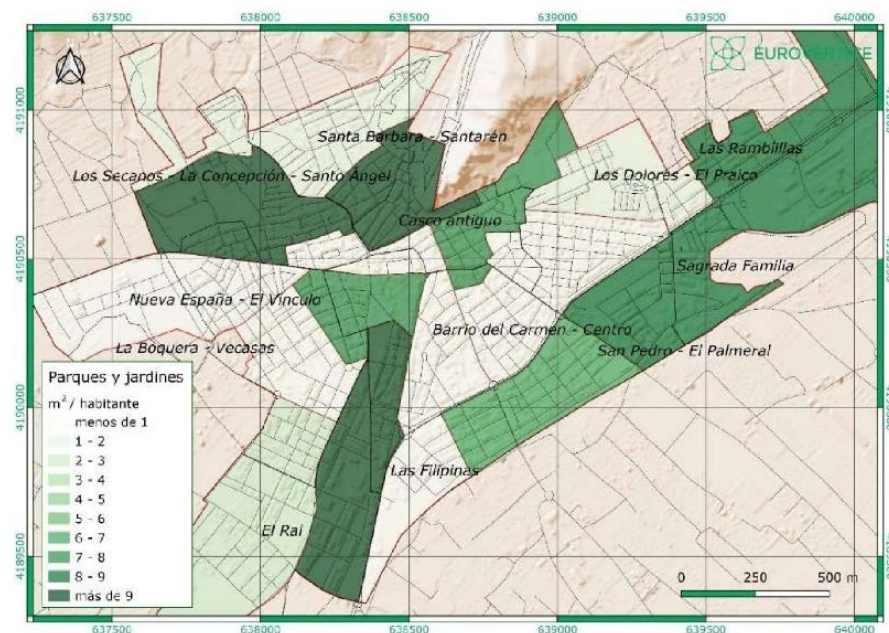 637500 638000 638500 639000 639500 640000
EUROVERTICE
4191000
Santa Bárbara - Santarén
Las Ramblillas
Los Secanos - La Concepción - Santo Ángel
Los Dolores - El Praico
Casco antiguo
4190500
Sagrada Familia
Nueva España - El Vínculo
Barrio del Carmen - Centro
La Boquera - Vecasas
San Pedro - El Palmeral
Parques y jardines
m² / habitante
menos de 1
1 - 2
2 - 3
3 - 4
4 - 5
5 - 6
6 - 7
7 - 8
8 - 9
más de 9
4190000
Las Filipinas
El Ral
4189500
0 250 500 m
637500 638000 638500 639000 639500 640000